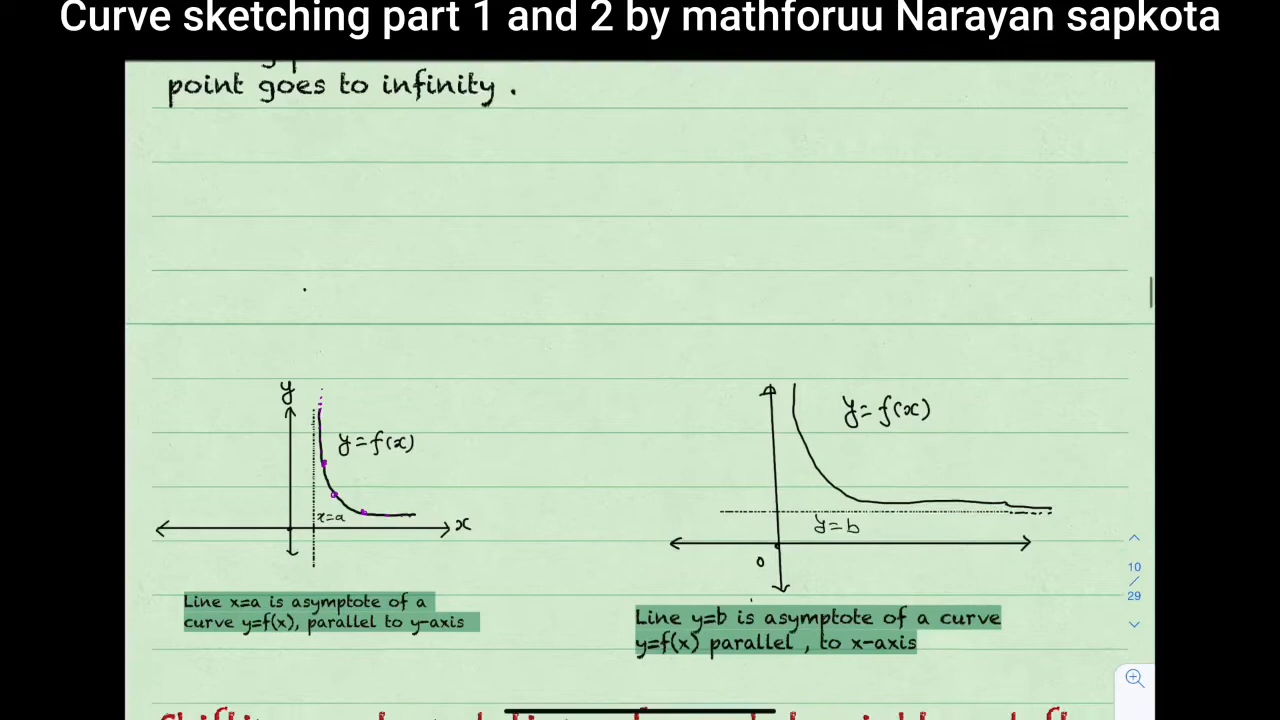 Curve sketching part 1 and 2 by mathforuu Narayan sapkota
point goes to infinity .
y
y=f(x)
x=a
x
y=f(x)
y=b
o
Line x=a is asymptote of a
curve y=f(x), parallel to y-axis
Line y=b is asymptote of a curve
y=f(x) parallel , to x-axis
10
/
29